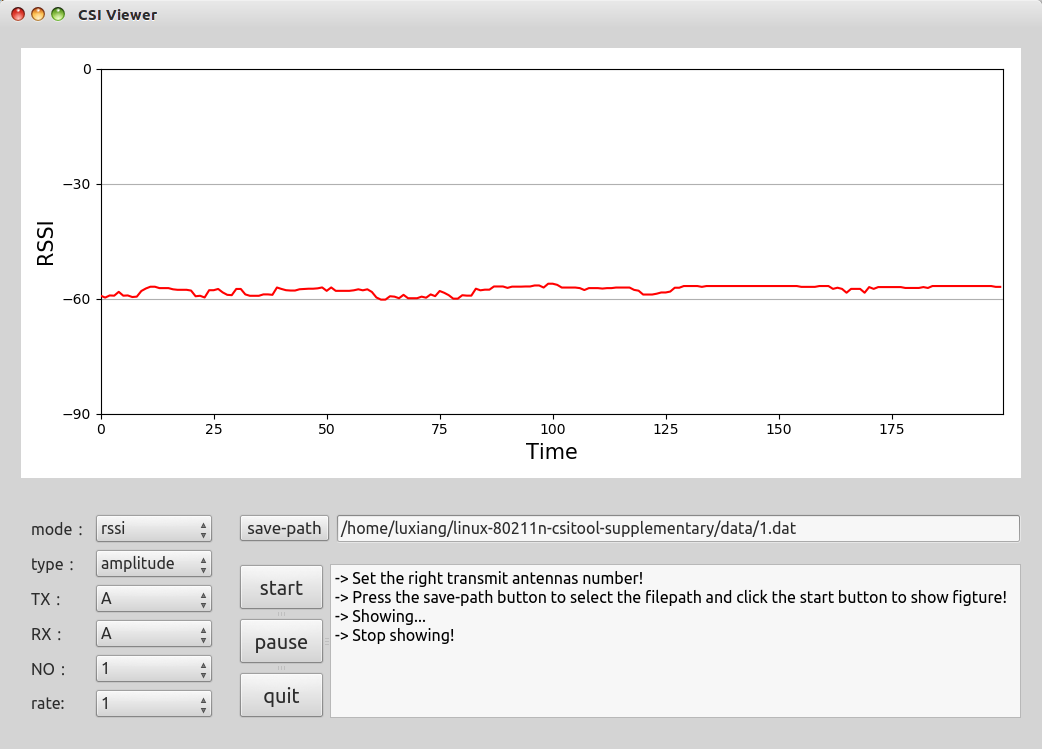 CSI Viewer
0
−30
−60
−90
RSSI
0 25 50 75 100 125 150 175
Time
mode : rssi
type : amplitude
TX : A
RX : A
NO : 1
rate: 1
save-path /home/luxiang/linux-80211n-csitool-supplementary/data/1.dat
start
pause
quit
-> Set the right transmit antennas number!
-> Press the save-path button to select the filepath and click the start button to show figture!
-> Showing...
-> Stop showing!